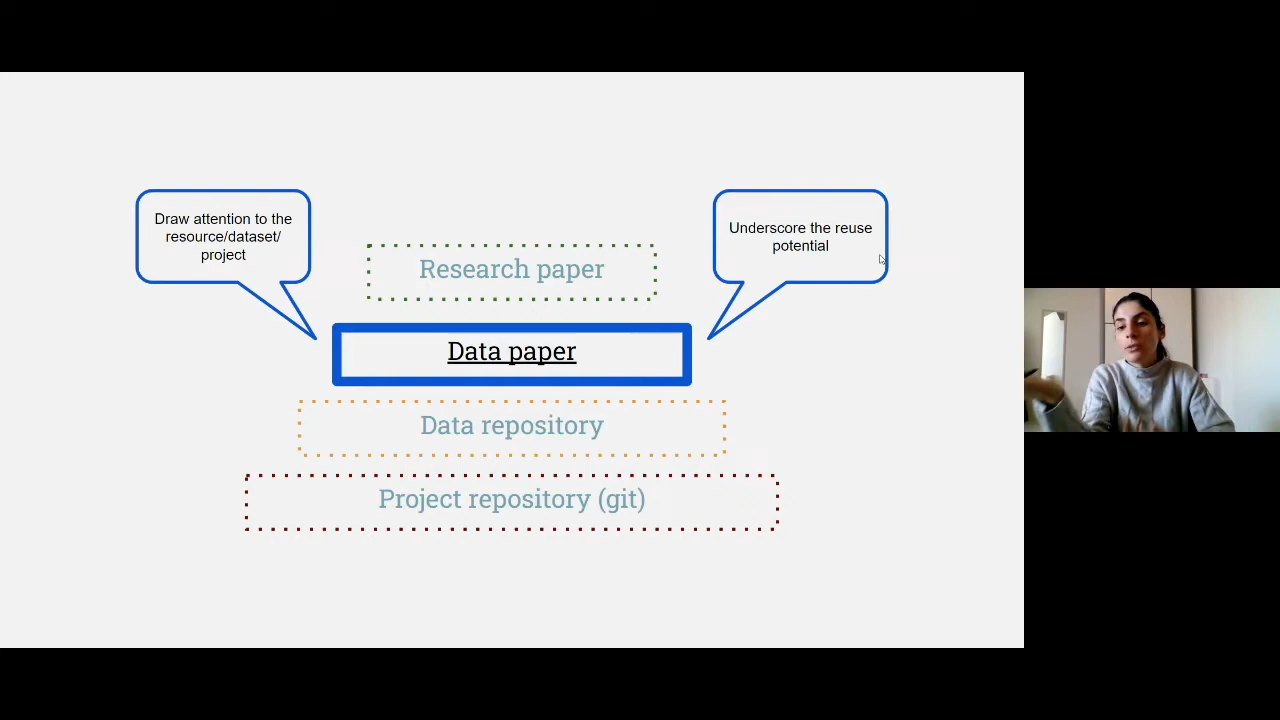 Draw attention to the
resource/dataset/
project
Underscore the reuse
potential
Research paper
Data paper
Data repository
Project repository (git)